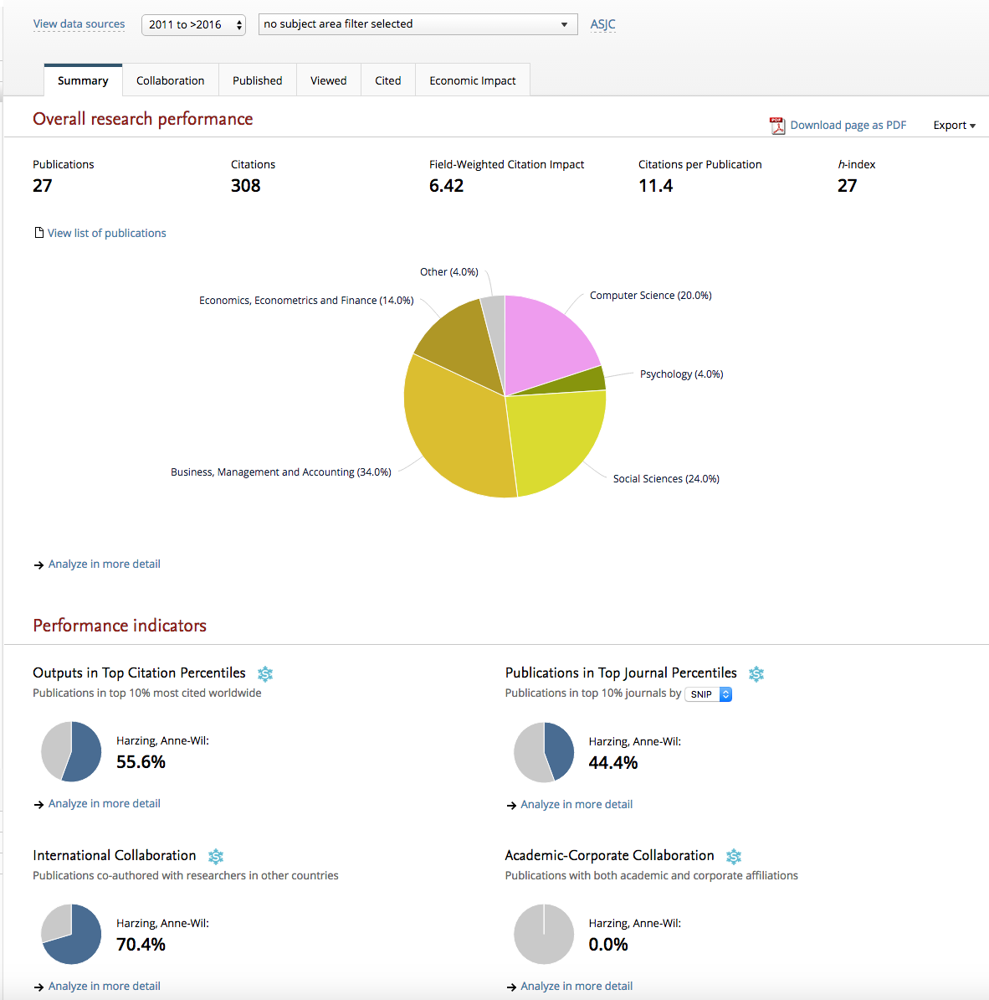 View data sources 2011 to >2016 no subject area filter selected ASJC
Summary Collaboration Published Viewed Cited Economic Impact
Overall research performance
PDF Download page as PDF Export
Publications Citations Field-Weighted Citation Impact Citations per Publication h-index
27 308 6.42 11.4 27
View list of publications
Other (4.0%)
Computer Science (20.0%)
Economics, Econometrics and Finance (14.0%)
Psychology (4.0%)
Business, Management and Accounting (34.0%)
Social Sciences (24.0%)
Analyze in more detail
Performance indicators
Outputs in Top Citation Percentiles S
Publications in top 10% most cited worldwide
Harzing, Anne-Wil:
55.6%
Analyze in more detail
Publications in Top Journal Percentiles S
Publications in top 10% journals by SNIP
Harzing, Anne-Wil:
44.4%
Analyze in more detail
International Collaboration S
Publications co-authored with researchers in other countries
Harzing, Anne-Wil:
70.4%
Analyze in more detail
Academic-Corporate Collaboration S
Publications with both academic and corporate affiliations
Harzing, Anne-Wil:
0.0%
Analyze in more detail